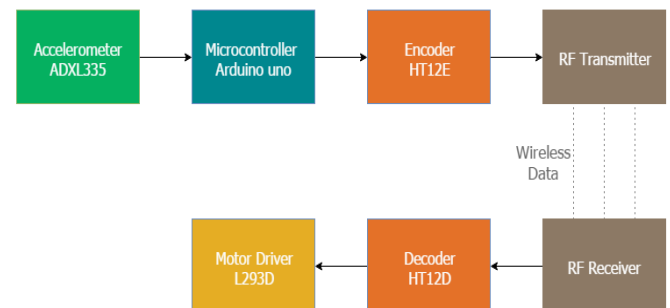 Accelerometer
ADXL335
Microcontroller
Arduino uno
Encoder
HT12E
RF Transmitter
Wireless
Data
Motor Driver
L293D
Decoder
HT12D
RF Receiver